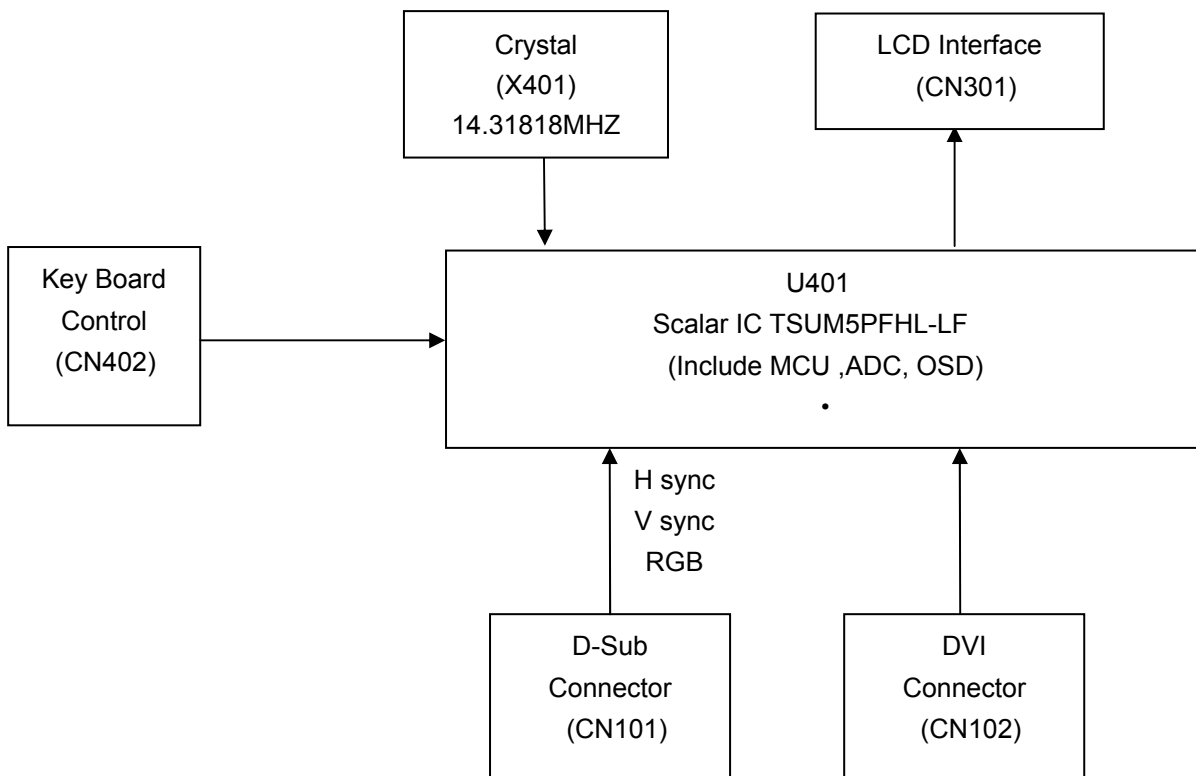 Crystal
(X401)
14.31818MHZ
LCD Interface
(CN301)
Key Board
Control
(CN402)
U401
Scalar IC TSUM5PFHL-LF
(Include MCU ,ADC, OSD)
H sync
V sync
RGB
D-Sub
Connector
(CN101)
DVI
Connector
(CN102)